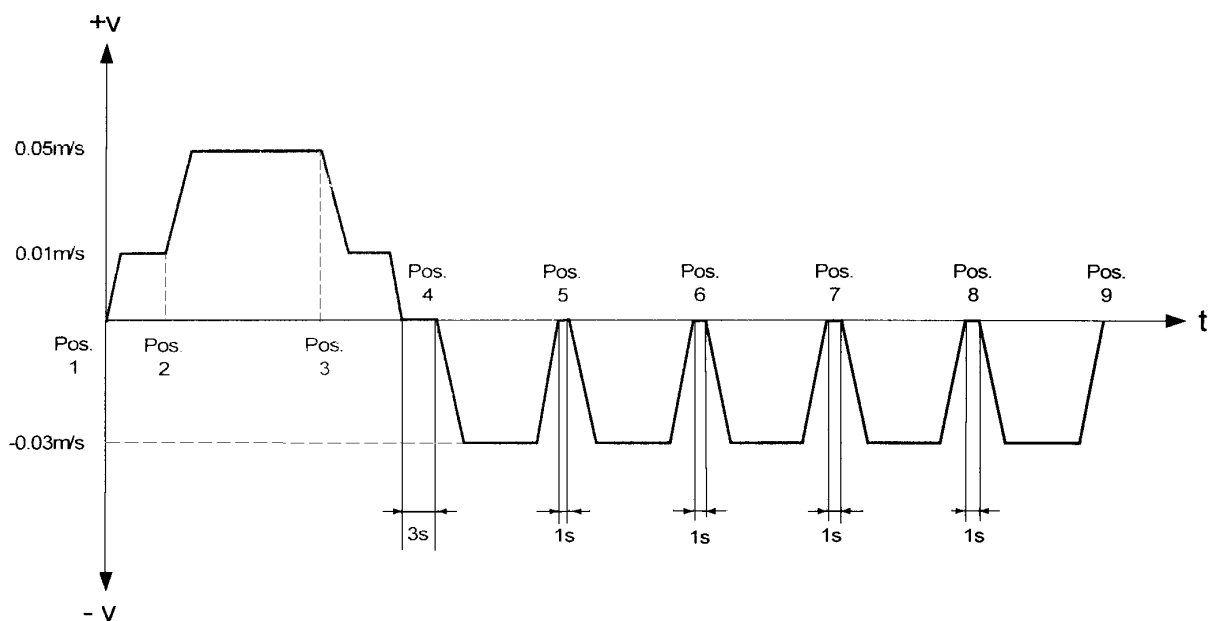 +v
0.05m/s
0.01m/s
Pos.
4
Pos.
5
Pos.
6
Pos.
7
Pos.
8
Pos.
9
t
Pos.
1
Pos.
2
Pos.
3
-0.03m/s
3s
1s
1s
1s
1s
- v